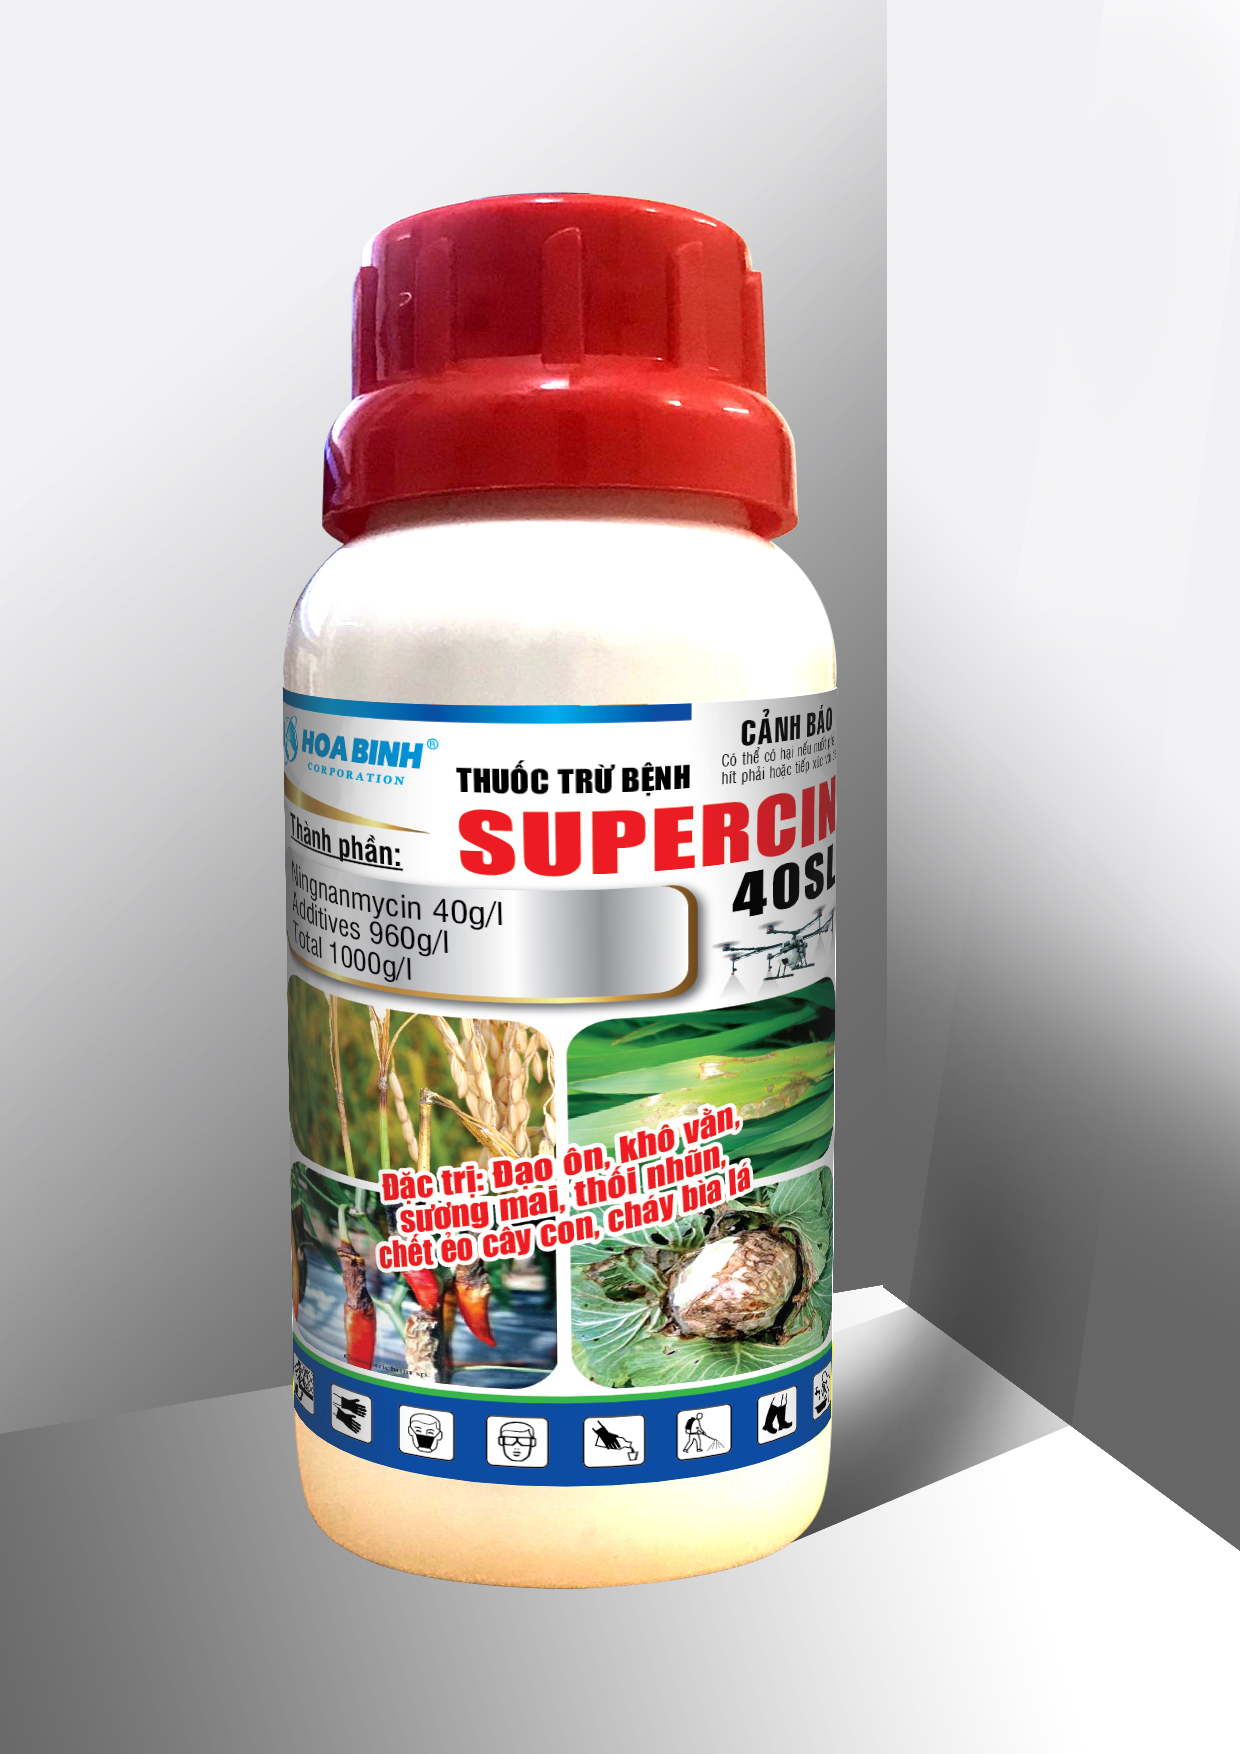 HOA BINH®
CORPORATION
CẢNH BÁO
Có thể có hại nếu nuốt
hít phải hoặc tiếp xúc
THUỐC TRỪ BỆNH
SUPERCIN
40SL
Thành phần:
Ningnanmycin 40g/l
Additives 960g/l
Total 1000g/l
Đặc trị: Đạo ôn, khô vằn,
sương mai, thối nhũn,
chết ẻo cây con, cháy bìa lá